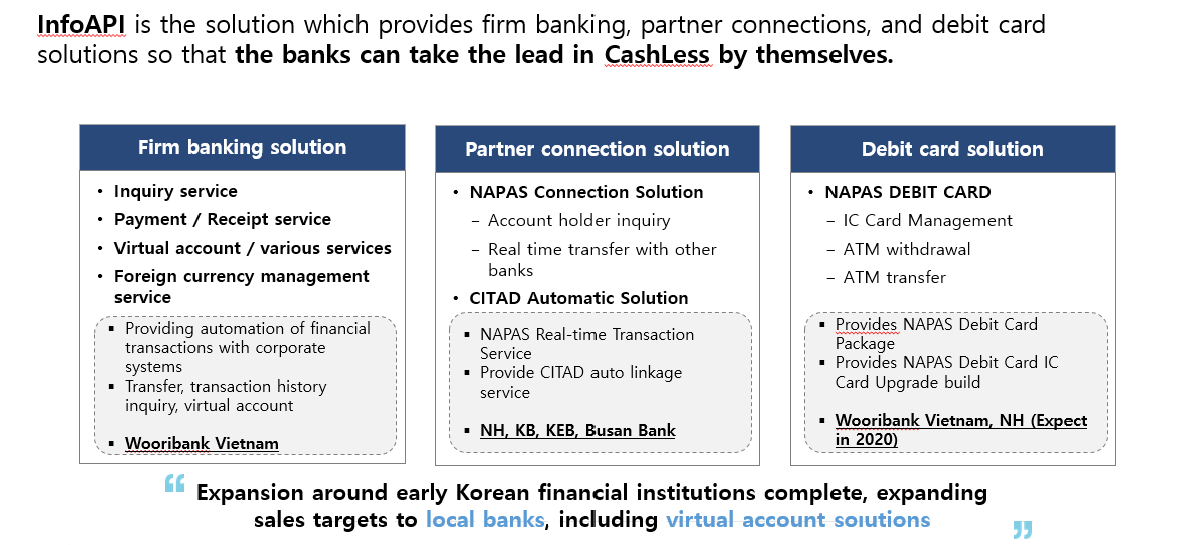 InfoAPI is the solution which provides firm banking, partner connections, and debit card
solutions so that the banks can take the lead in CashLess by themselves.
Firm banking solution
• Inquiry service
• Payment / Receipt service
• Virtual account / various services
• Foreign currency management
service
▪ Providing automation of financial
transactions with corporate
systems
▪ Transfer, transaction history
inquiry, virtual account
▪ Wooribank Vietnam
Partner connection solution
• NAPAS Connection Solution
– Account holder inquiry
– Real time transfer with other
banks
• CITAD Automatic Solution
▪ NAPAS Real-time Transaction
Service
▪ Provide CITAD auto linkage
service
▪ NH, KB, KEB, Busan Bank
Debit card solution
• NAPAS DEBIT CARD
– IC Card Management
– ATM withdrawal
– ATM transfer
▪ Provides NAPAS Debit Card
Package
▪ Provides NAPAS Debit Card IC
Card Upgrade build
▪ Wooribank Vietnam, NH (Expect
in 2020)
“ Expansion around early Korean financial institutions complete, expanding
sales targets to local banks, including virtual account solutions ”